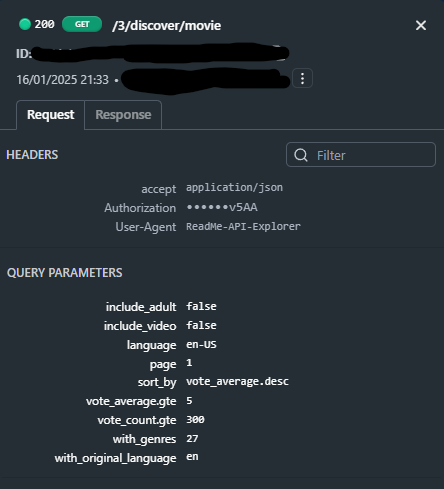 200 GET /3/discover/movie
ID:
16/01/2025 21:33 •
Request Response
HEADERS Filter
accept application/json
Authorization ••••••v5AA
User-Agent ReadMe-API-Explorer
QUERY PARAMETERS
include_adult false
include_video false
language en-US
page 1
sort_by vote_average.desc
vote_average.gte 5
vote_count.gte 300
with_genres 27
with_original_language en